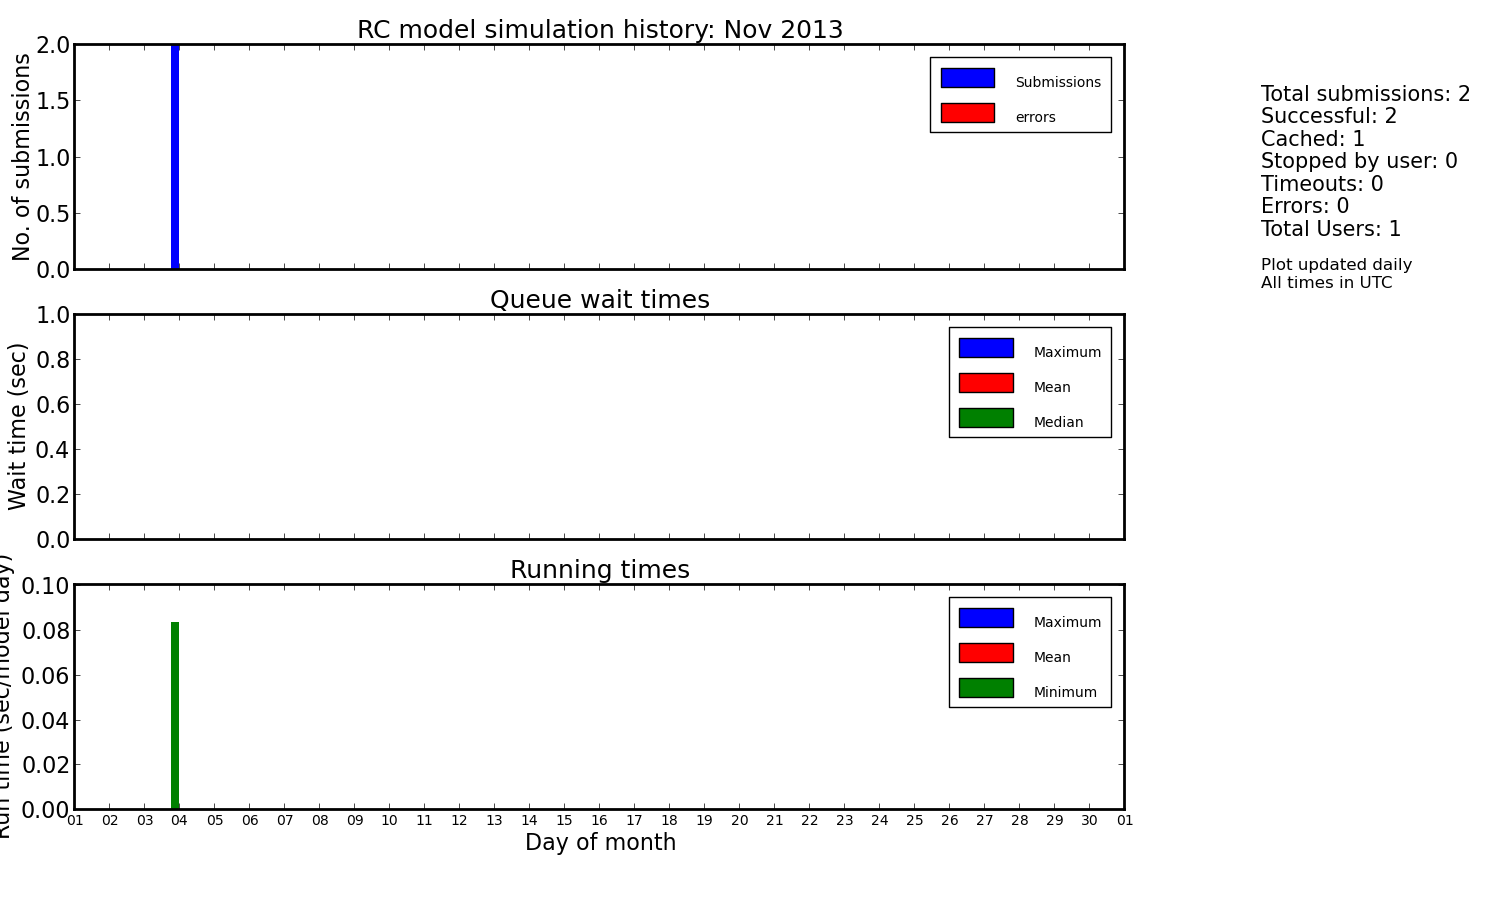 RC model simulation history: Nov 2013
No. of submissions
2.0
1.5
1.0
0.5
0.0
Submissions
errors
Total submissions: 2
Successful: 2
Cached: 1
Stopped by user: 0
Timeouts: 0
Errors: 0
Total Users: 1
Plot updated daily
All times in UTC
Queue wait times
Wait time (sec)
1.0
0.8
0.6
0.4
0.2
0.0
Maximum
Mean
Median
Running times
Run time (sec/model day)
0.10
0.08
0.06
0.04
0.02
0.00
Maximum
Mean
Minimum
01 02 03 04 05 06 07 08 09 10 11 12 13 14 15 16 17 18 19 20 21 22 23 24 25 26 27 28 29 30 01
Day of month